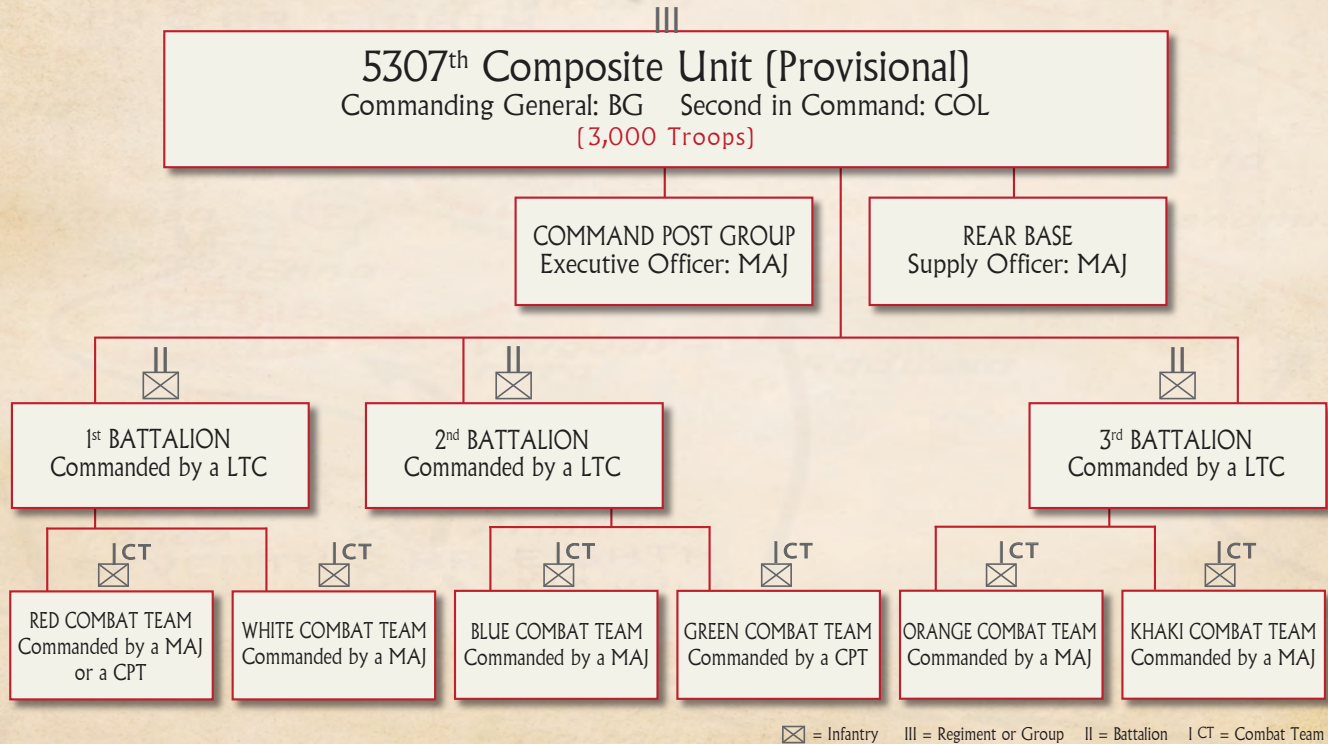 III
5307th Composite Unit (Provisional)
Commanding General: BG Second in Command: COL
(3,000 Troops)
COMMAND POST GROUP
Executive Officer: MAJ
REAR BASE
Supply Officer: MAJ
II
1st BATTALION
Commanded by a LTC
II
2nd BATTALION
Commanded by a LTC
II
3rd BATTALION
Commanded by a LTC
I CT
RED COMBAT TEAM
Commanded by a MAJ
or a CPT
I CT
WHITE COMBAT TEAM
Commanded by a MAJ
I CT
BLUE COMBAT TEAM
Commanded by a MAJ
I CT
GREEN COMBAT TEAM
Commanded by a CPT
I CT
ORANGE COMBAT TEAM
Commanded by a MAJ
I CT
KHAKI COMBAT TEAM
Commanded by a MAJ
= Infantry III = Regiment or Group II = Battalion I CT = Combat Team